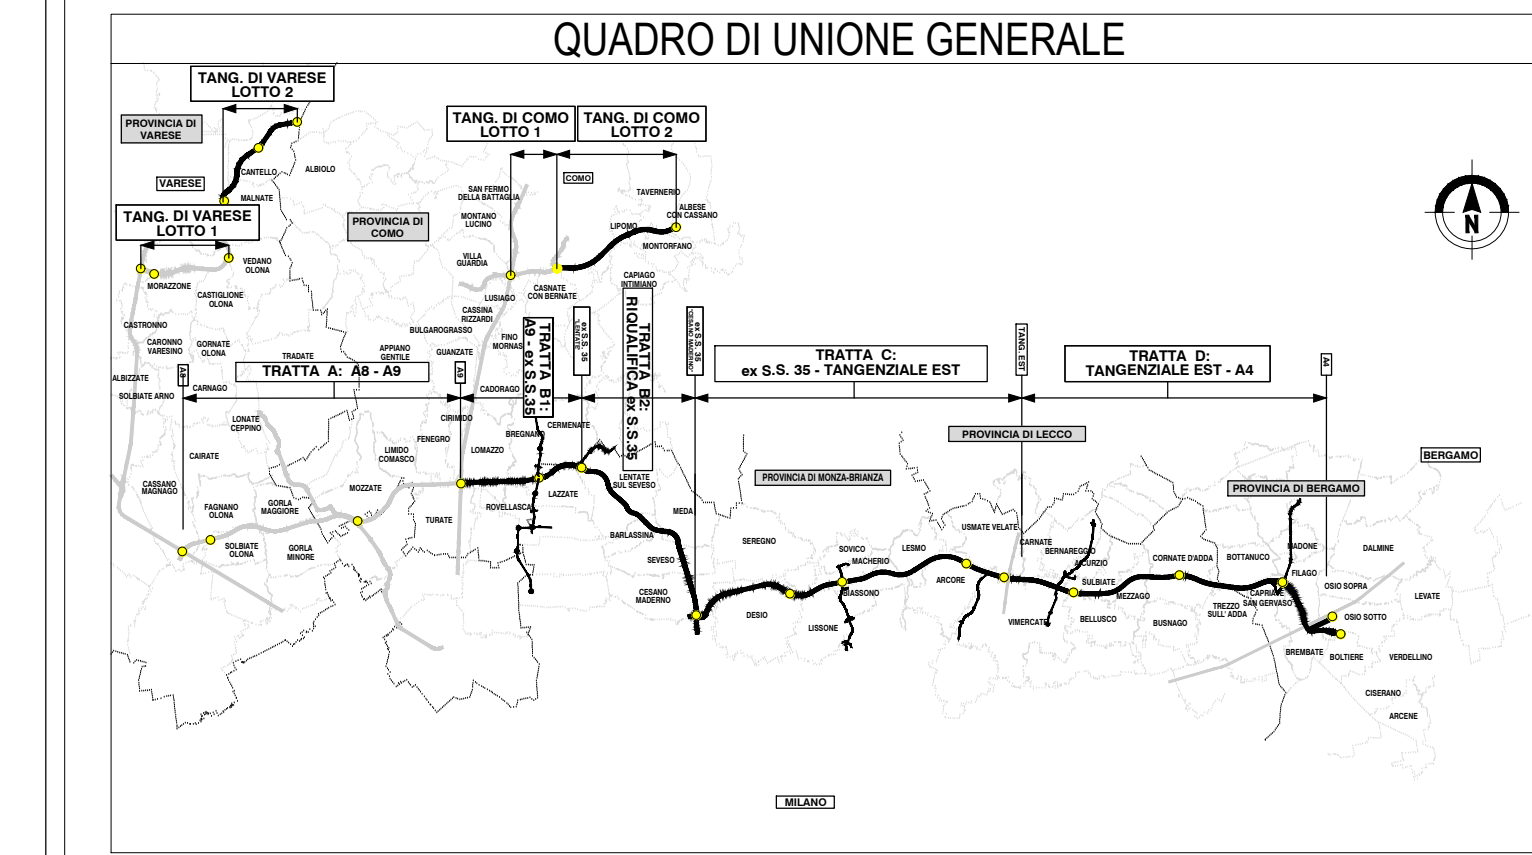 QUADRO DI UNIONE GENERALE
TANG. DI VARESE
LOTTO 2
PROVINCIA DI
VARESE
CANTELLO
ALBIOLO
VARESE
MALNATE
TANG. DI VARESE
LOTTO 1
VEDANO
OLONA
MORAZZONE
CASTIGLIONE
OLONA
PROVINCIA DI
COMO
TANG. DI COMO
LOTTO 1
TANG. DI COMO
LOTTO 2
COMO
SAN FERMO
DELLA BATTAGLIA
TAVERNERIO
ALBESE
CON CASSANO
MONTANO
LUCINO
LIPOMO
MONTORFANO
VILLA
GUARDIA
CAPIAGO
INTIMIANO
CASNATE
CON BERNATE
LUSIAGO
CASSINA
RIZZARDI
BULGAROGRASSO
FINO
MORNAS
N
CASTRONNO
CARONNO
VARESINO
GORNATE
OLONA
TRADATE
APPIANO
GENTILE
GUANZATE
ALBIZZATE
SOLBIATE ARNO
CARNAGO
CADORAGO
A8
TRATTA A: A8 - A9
A9
TRATTA B1:
A9 - ex S.S.35
ex S.S. 35
"LENTATE"
TRATTA B2:
RIQUALIFICA ex S.S.35
ex S.S. 35
"CESANO MADERNO"
TRATTA C:
ex S.S. 35 - TANGENZIALE EST
TANG. EST
TRATTA D:
TANGENZIALE EST - A4
A4
LONATE
CEPPINO
CIRIMIDO
FENEGRO
BREGNANO
CERMENATE
LOMAZZO
LIMIDO
COMASCO
CAIRATE
PROVINCIA DI LECCO
BERGAMO
PROVINCIA DI MONZA-BRIANZA
PROVINCIA DI BERGAMO
CASSANO
MAGNAGO
MOZZATE
LENTATE
SUL SEVESO
LAZZATE
FAGNANO
OLONA
GORLA
MAGGIORE
ROVELLASCA
TURATE
MEDA
BARLASSINA
SOLBIATE
OLONA
GORLA
MINORE
SEVESO
CESANO
MADERNO
SEREGNO
SOVICO
MACHERIO
LESMO
USMATE VELATE
CARNATE
BERNAREGGIO
AICURZIO
CORNATE D'ADDA
BOTTANUCO
MADONE
DALMINE
FILAGO
ARCORE
SULBIATE
BIASSONO
MEZZAGO
OSIO SOPRA
CAPRIATE
SAN GERVASO
LEVATE
DESIO
LISSONE
VIMERCATE
BELLUSCO
BUSNAGO
TREZZO
SULL' ADDA
OSIO SOTTO
BREMBATE
BOLTIERE
VERDELLINO
CISERANO
ARCENE
MILANO